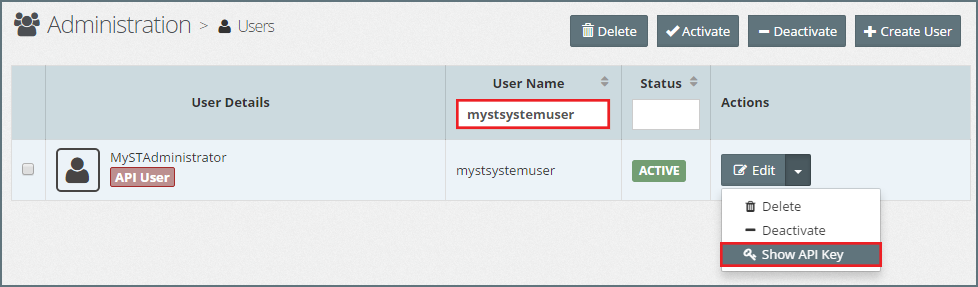 Administration > Users
Delete
Activate
Deactivate
Create User
User Details
User Name
Status
Actions
mystsystemuser
MySTAdministrator
API User
mystsystemuser
ACTIVE
Edit
Delete
Deactivate
Show API Key